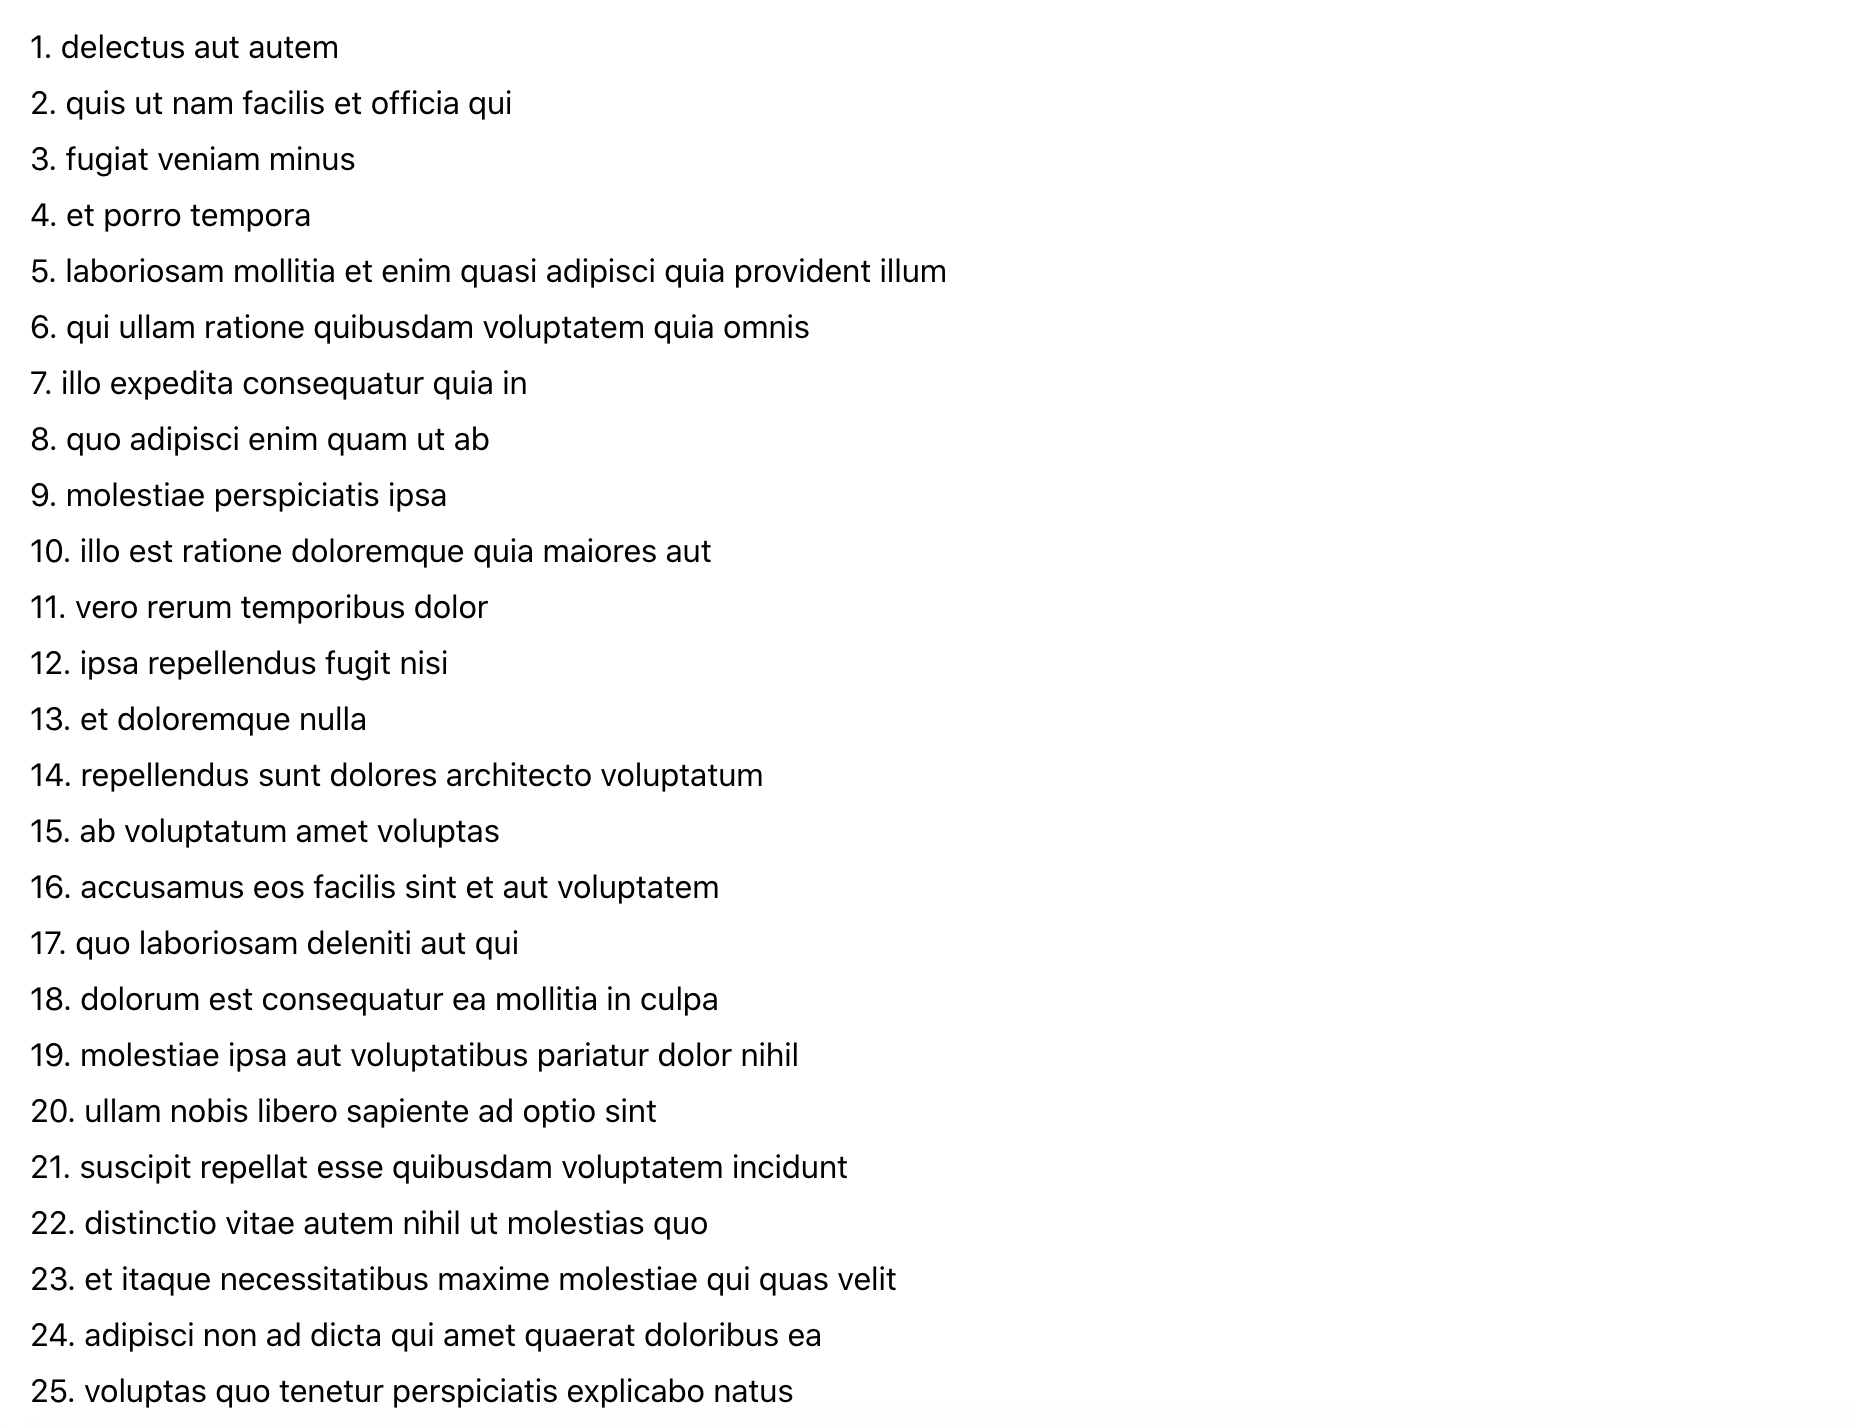 1. delectus aut autem
2. quis ut nam facilis et officia qui
3. fugiat veniam minus
4. et porro tempora
5. laboriosam mollitia et enim quasi adipisci quia provident illum
6. qui ullam ratione quibusdam voluptatem quia omnis
7. illo expedita consequatur quia in
8. quo adipisci enim quam ut ab
9. molestiae perspiciatis ipsa
10. illo est ratione doloremque quia maiores aut
11. vero rerum temporibus dolor
12. ipsa repellendus fugit nisi
13. et doloremque nulla
14. repellendus sunt dolores architecto voluptatum
15. ab voluptatum amet voluptas
16. accusamus eos facilis sint et aut voluptatem
17. quo laboriosam deleniti aut qui
18. dolorum est consequatur ea mollitia in culpa
19. molestiae ipsa aut voluptatibus pariatur dolor nihil
20. ullam nobis libero sapiente ad optio sint
21. suscipit repellat esse quibusdam voluptatem incidunt
22. distinctio vitae autem nihil ut molestias quo
23. et itaque necessitatibus maxime molestiae qui quas velit
24. adipisci non ad dicta qui amet quaerat doloribus ea
25. voluptas quo tenetur perspiciatis explicabo natus